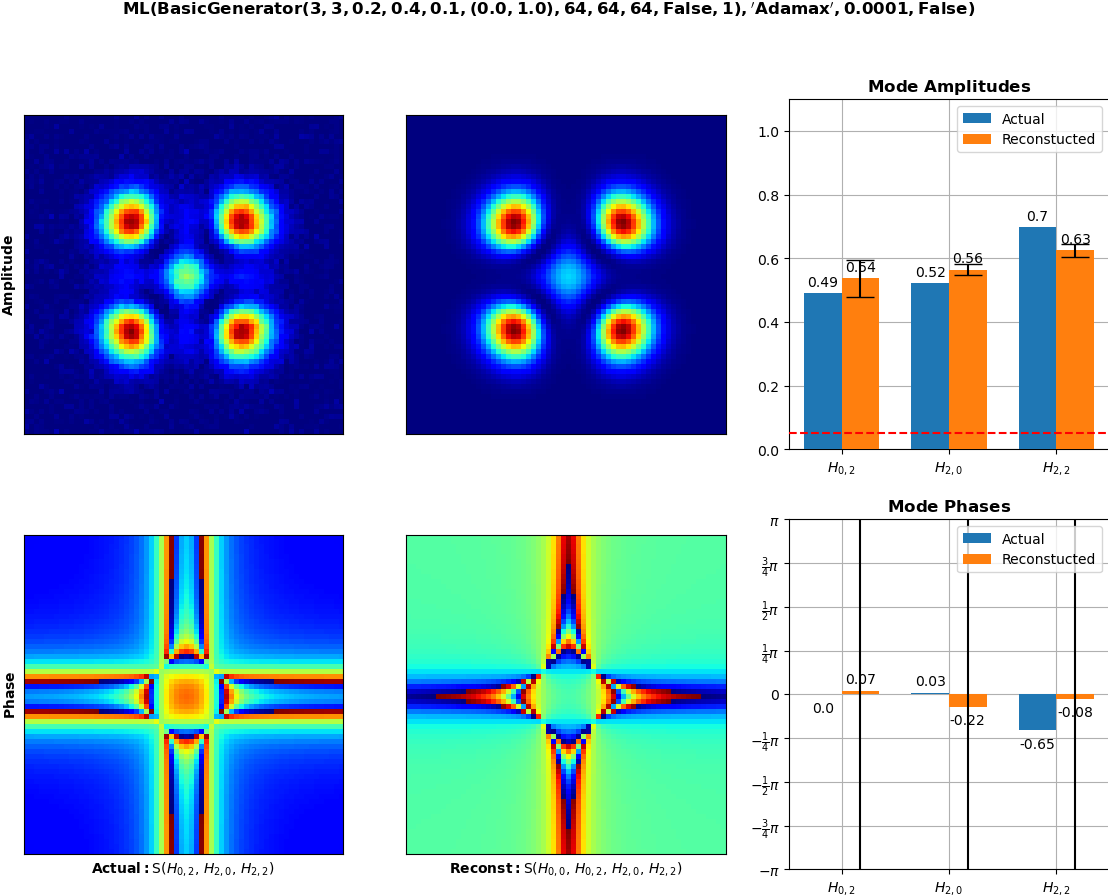 ML(BasicGenerator(3, 3, 0.2, 0.4, 0.1, (0.0, 1.0), 64, 64, 64, False, 1), 'Adamax', 0.0001, False)
Amplitude
Mode Amplitudes
Actual
Reconstucted
1.0
0.8
0.6
0.4
0.2
0.0
0.49
0.54
0.52
0.56
0.7
0.63
H0, 2
H2, 0
H2, 2
Phase
Actual: S(H0, 2, H2, 0, H2, 2)
Reconst: S(H0, 0, H0, 2, H2, 0, H2, 2)
Mode Phases
Actual
Reconstucted
π
3/4π
1/2π
1/4π
0
−1/4π
−1/2π
−3/4π
−π
0.0
0.07
0.03
-0.22
-0.65
-0.08
H0, 2
H2, 0
H2, 2